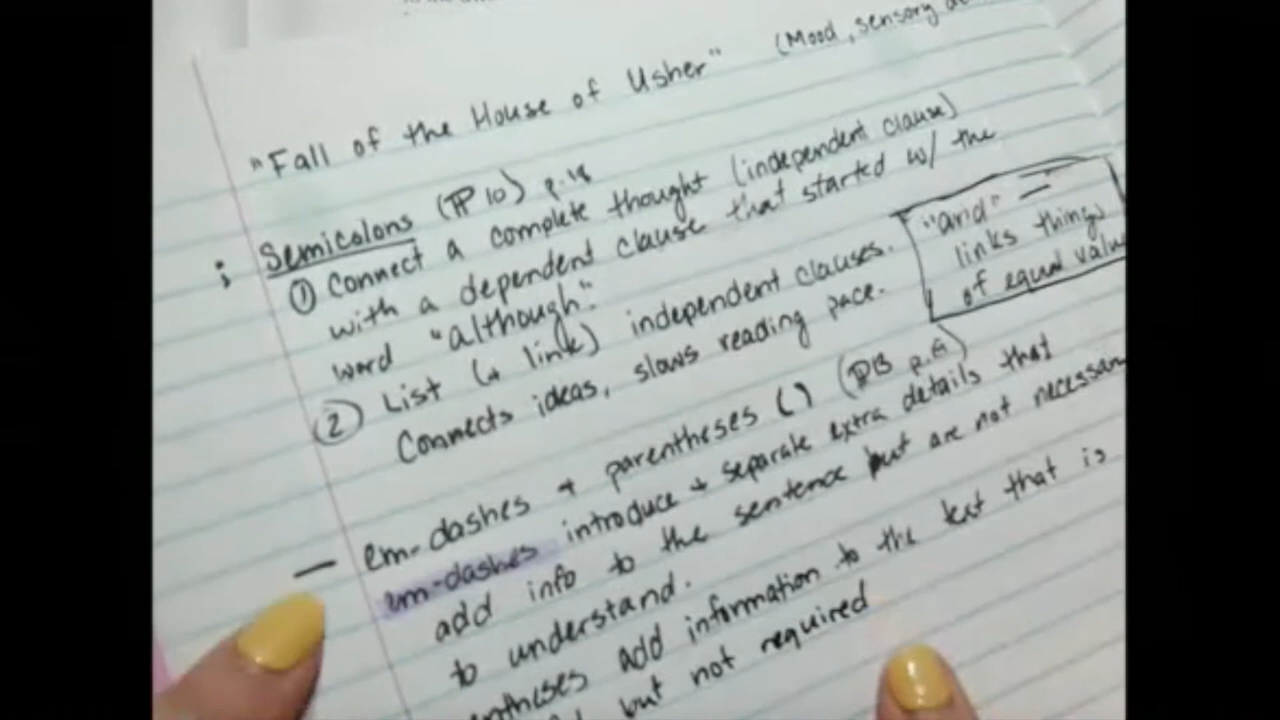 "Fall of the House of Usher" (Mood, sensory
; Semicolons (¶ 10) p.18
① Connect a complete thought (independent clause)
with a dependent clause that started w/ the
word "although".
② List (+ link) independent clauses.
Connects ideas, slows reading pace.
"and" =
links things
of equal value
— em-dashes + parentheses () (
em-dashes introduce + separate extra details that
add info to the sentence but are not necessary
to understand.
add information to the text that is
but not required